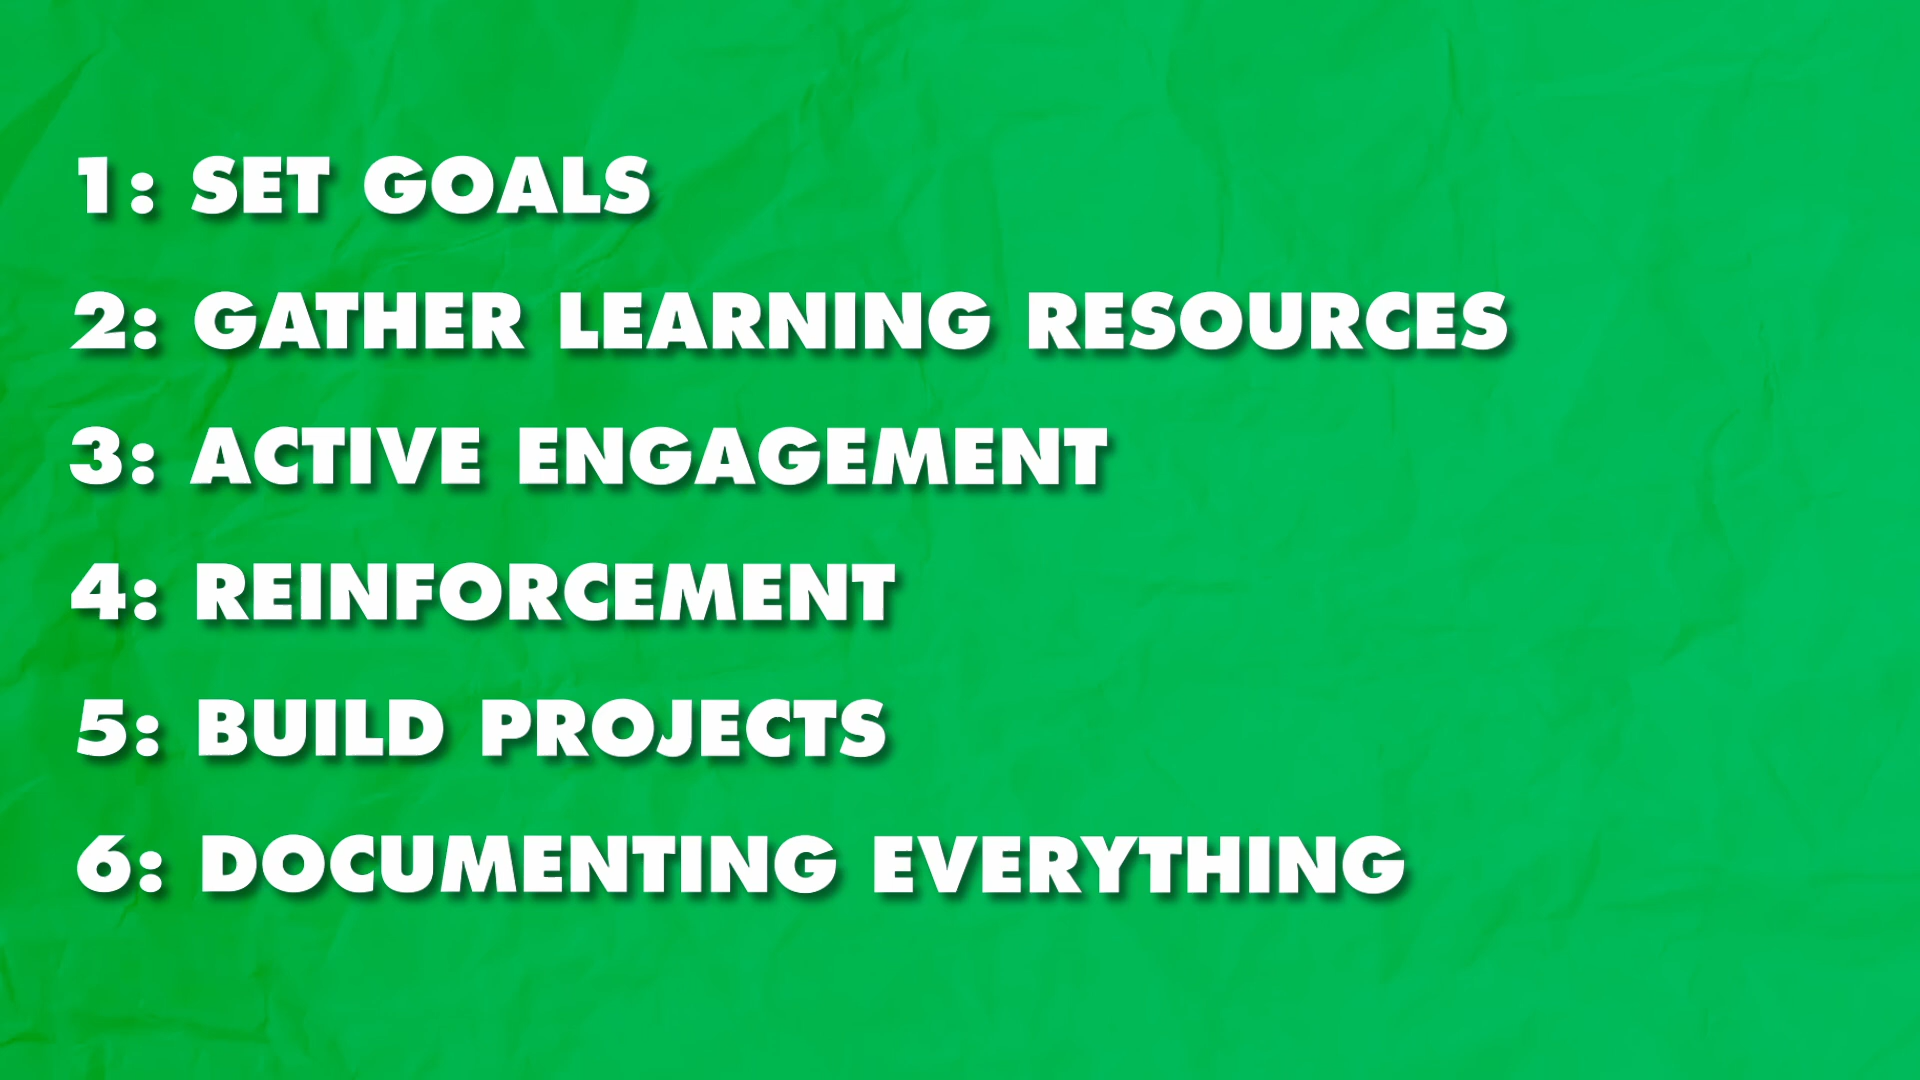 1: SET GOALS
2: GATHER LEARNING RESOURCES
3: ACTIVE ENGAGEMENT
4: REINFORCEMENT
5: BUILD PROJECTS
6: DOCUMENTING EVERYTHING